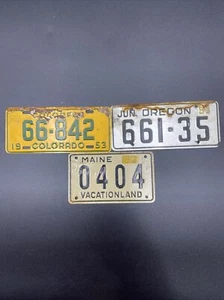 66-842
19 COLORADO 53
JUN. OREGON
661-35
MAINE
0404
VACATIONLAND